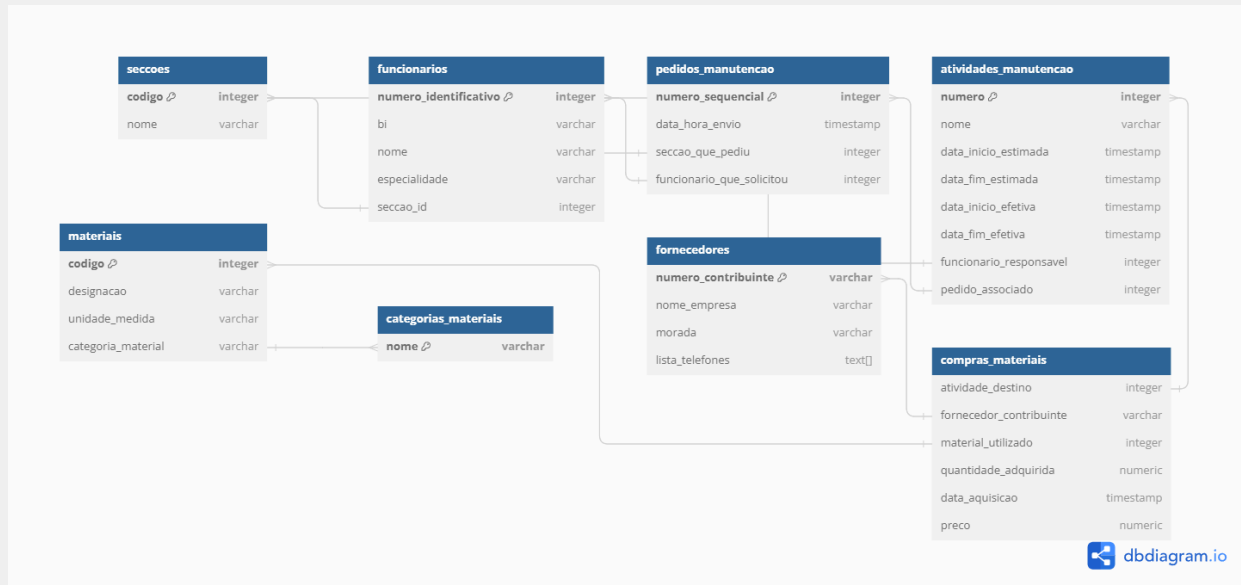 seccoes
codigo integer
nome varchar
funcionarios
numero_identificativo integer
bi varchar
nome varchar
especialidade varchar
seccao_id integer
pedidos_manutencao
numero_sequencial integer
data_hora_envio timestamp
seccao_que_pediu integer
funcionario_que_solicitou integer
atividades_manutencao
numero integer
nome varchar
data_inicio_estimada timestamp
data_fim_estimada timestamp
data_inicio_efetiva timestamp
data_fim_efetiva timestamp
funcionario_responsavel integer
pedido_associado integer
materiais
codigo integer
designacao varchar
unidade_medida varchar
categoria_material varchar
categorias_materiais
nome varchar
fornecedores
numero_contribuinte varchar
nome_empresa varchar
morada varchar
lista_telefones text[]
compras_materiais
atividade_destino integer
fornecedor_contribuinte varchar
material_utilizado integer
quantidade_adquirida numeric
data_aquisicao timestamp
preco numeric
dbdiagram.io